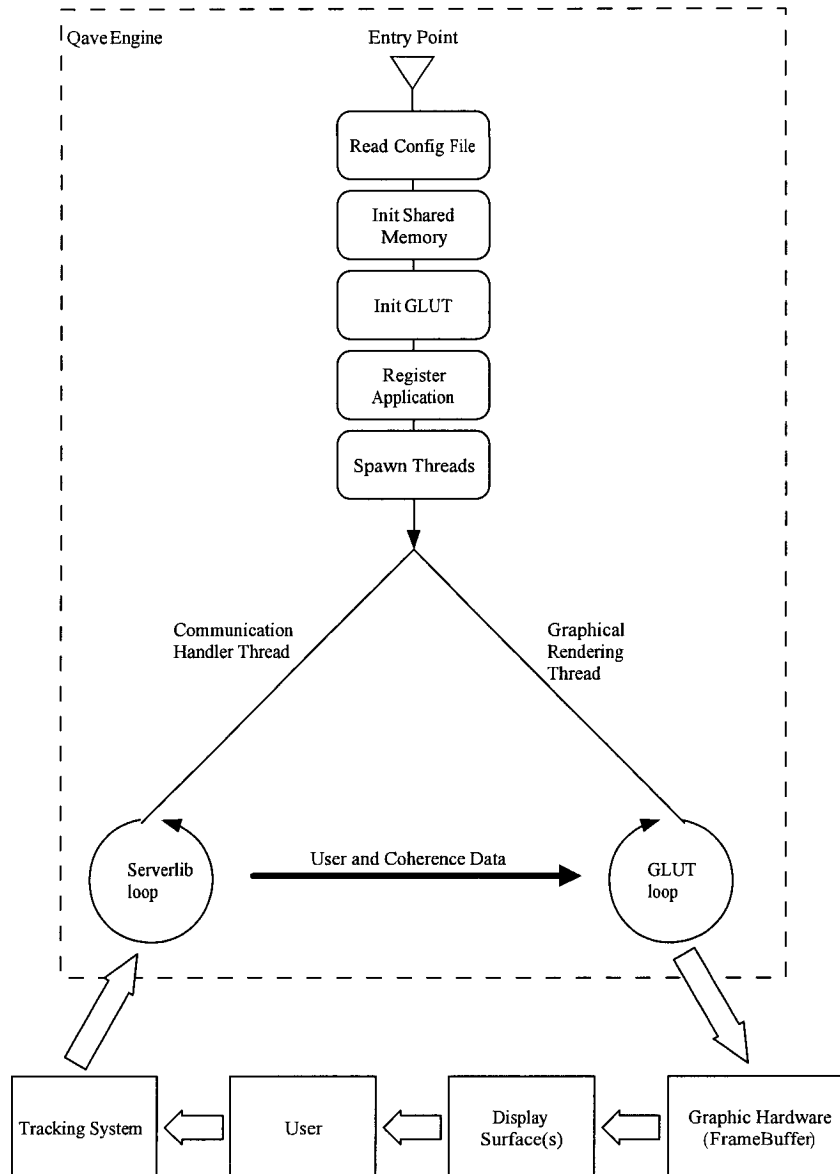 Qave Engine
Entry Point
Read Config File
Init Shared
Memory
Init GLUT
Register
Application
Spawn Threads
Communication
Handler Thread
Graphical
Rendering
Thread
Serverlib
loop
User and Coherence Data
GLUT
loop
Tracking System
User
Display
Surface(s)
Graphic Hardware
(FrameBuffer)